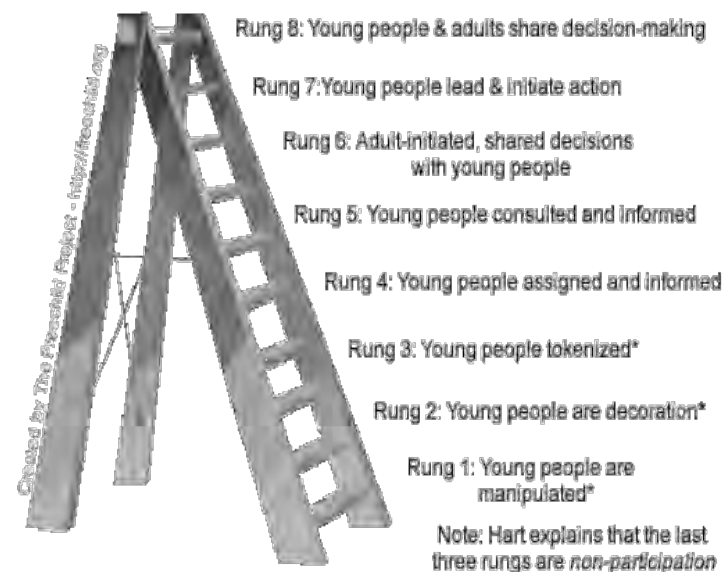 Rung 8: Young people & adults share decision-making
Rung 7:Young people lead & initiate action
Rung 6: Adult-initiated, shared decisions
with young people
Rung 5: Young people consulted and informed
Rung 4: Young people assigned and informed
Rung 3: Young people tokenized*
Rung 2: Young people are decoration*
Rung 1: Young people are
manipulated*
Note: Hart explains that the last
three rungs are non-participation
Created by The Freechild Project - http://freechild.org